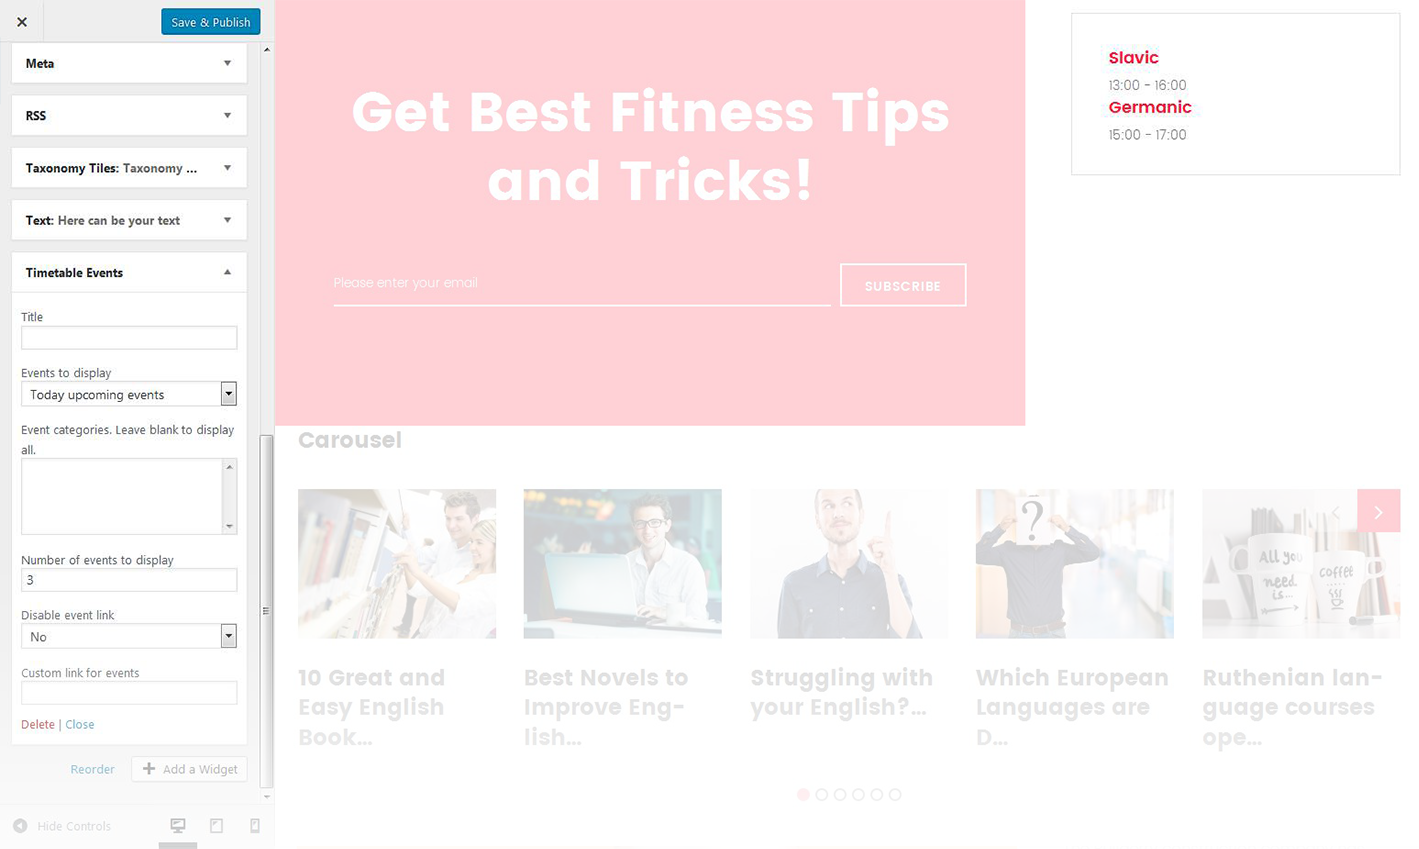 Save & Publish
Meta
RSS
Taxonomy Tiles: Taxonomy ...
Text: Here can be your text
Timetable Events
Title
Events to display
Today upcoming events
Event categories. Leave blank to display
all.
Number of events to display
3
Disable event link
No
Custom link for events
Delete | Close
Reorder
Add a Widget
Hide Controls
Get Best Fitness Tips
and Tricks!
Please enter your email
SUBSCRIBE
Slavic
13:00 - 16:00
Germanic
15:00 - 17:00
Carousel
?
All you
need
is...
coffee
10 Great and
Easy English
Book...
Best Novels to
Improve Eng-
lish...
Struggling with
your English?...
Which European
Languages are
D...
Ruthenian lan-
guage courses
ope...